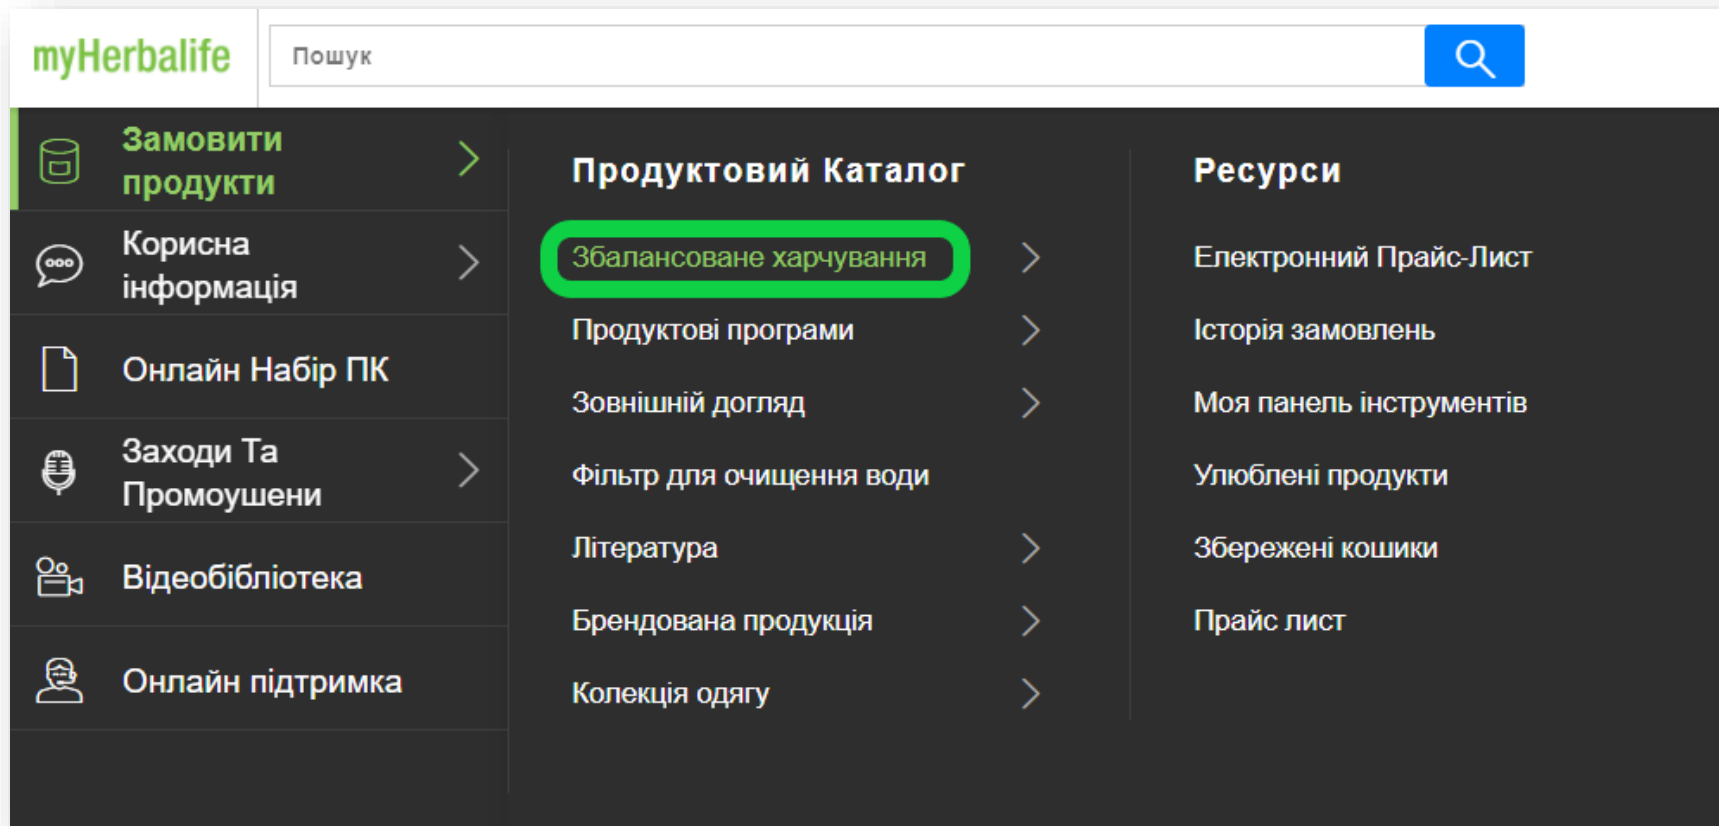 myHerbalife
Пошук
Замовити
продукти
Корисна
інформація
Онлайн Набір ПК
Заходи Та
Промоушени
Відеобібліотека
Онлайн підтримка
Продуктовий Каталог
Збалансоване харчування
Продуктові програми
Зовнішній догляд
Фільтр для очищення води
Література
Брендована продукція
Колекція одягу
Ресурси
Електронний Прайс-Лист
Історія замовлень
Моя панель інструментів
Улюблені продукти
Збережені кошики
Прайс лист